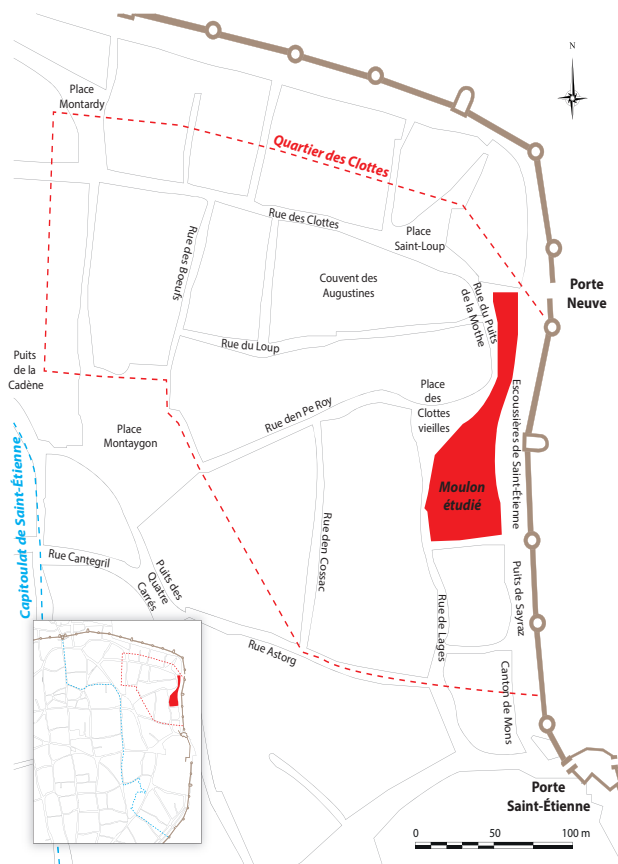 N
Place
Montardy
Quartier des Clottes
Rue des Clottes
Place
Saint-Loup
Rue des Boeufs
Couvent des
Augustines
Rue du Puits
de la Mothe
Porte
Neuve
Rue du Loup
Puits
de la
Cadène
Place
des
Clottes
vieilles
Escoussières de Saint-Étienne
Rue den Pe Roy
Place
Montaygon
Capitoulat de Saint-Étienne
Moulon
étudié
Rue den Cossac
Rue Cantegril
Puits des
Quatre
Carrés
Puits de Sayraz
Rue de Lages
Rue Astorg
Canton de Mons
Porte
Saint-Étienne
0 50 100 m